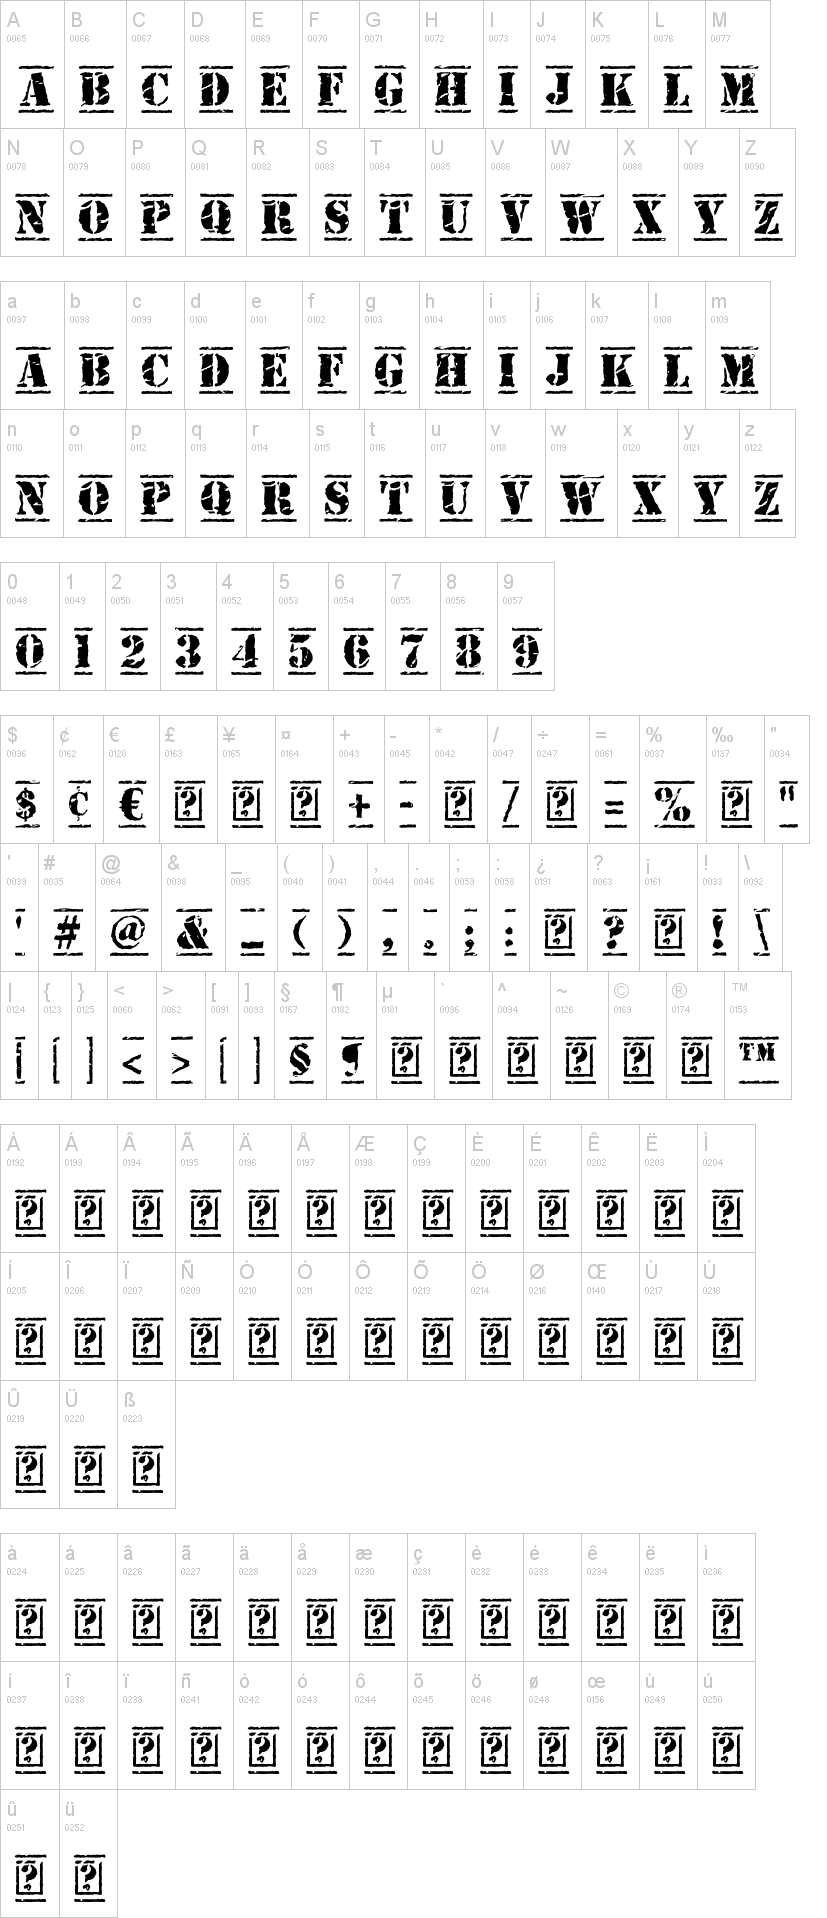 A B C D E F G H I J K L M
0065 0066 0067 0068 0069 0070 0071 0072 0073 0074 0075 0076 0077
A B C D E F G H I J K L M
N O P Q R S T U V W X Y Z
0078 0079 0080 0081 0082 0083 0084 0085 0086 0087 0088 0089 0090
N O P Q R S T U V W X Y Z
a b c d e f g h i j k l m
0097 0098 0099 0100 0101 0102 0103 0104 0105 0106 0107 0108 0109
A B C D E F G H I J K L M
n o p q r s t u v w x y z
0110 0111 0112 0113 0114 0115 0116 0117 0118 0119 0120 0121 0122
N O P Q R S T U V W X Y Z
0 1 2 3 4 5 6 7 8 9
0048 0049 0050 0051 0052 0053 0054 0055 0056 0057
0 1 2 3 4 5 6 7 8 9
$ ¢ € £ ¥ ¤ + - * / ÷ = % ‰ "
0036 0162 0128 0163 0165 0164 0043 0045 0042 0047 0247 0061 0037 0137 0034
$ ¢ € ? ? ? + - ? / ? = % ? "
' # @ & _ ( ) , . ; : ¿ ? ¡ ! \
0039 0035 0064 0038 0095 0040 0041 0044 0046 0059 0058 0191 0063 0161 0033 0092
' # @ & _ ( ) , . ; : ? ? ? ! \
| { } < > [ ] § ¶ µ ` ^ ~ © ® ™
0124 0123 0125 0060 0062 0091 0093 0167 0182 0181 0096 0094 0126 0169 0174 0153
| [ ] < > [ ] § ¶ ? ? ? ? ? ? ™
À Á Â Ã Ä Å Æ Ç È É Ê Ë Ì
0192 0193 0194 0195 0196 0197 0198 0199 0200 0201 0202 0203 0204
? ? ? ? ? ? ? ? ? ? ? ? ?
Í Î Ï Ñ Ò Ó Ô Õ Ö Ø Œ Ù Ú
0205 0206 0207 0209 0210 0211 0212 0213 0214 0216 0140 0217 0218
? ? ? ? ? ? ? ? ? ? ? ? ?
Û Ü ß
0219 0220 0223
? ? ?
à á â ã ä å æ ç è é ê ë ì
0224 0225 0226 0227 0228 0229 0230 0231 0232 0233 0234 0235 0236
? ? ? ? ? ? ? ? ? ? ? ? ?
í î ï ñ ò ó ô õ ö ø œ ù ú
0237 0238 0239 0241 0242 0243 0244 0245 0246 0248 0156 0249 0250
? ? ? ? ? ? ? ? ? ? ? ? ?
û ü
0251 0252
? ?